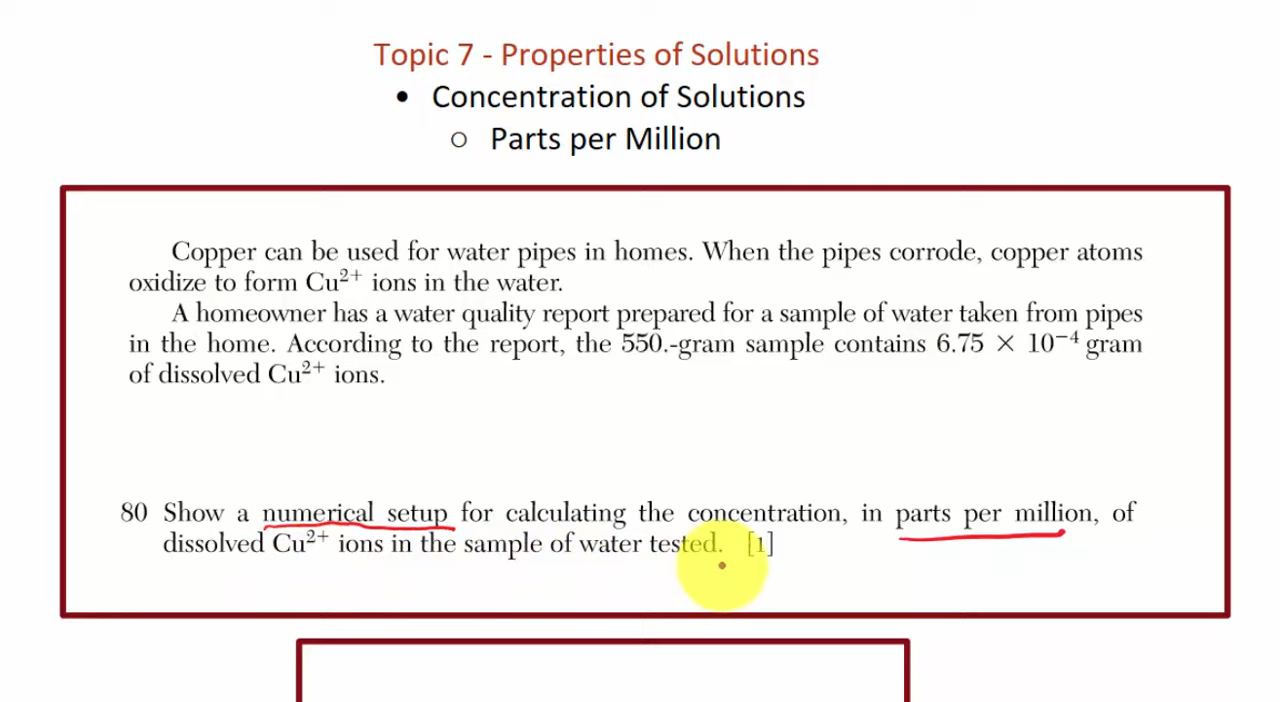 Topic 7 - Properties of Solutions
• Concentration of Solutions
○ Parts per Million
Copper can be used for water pipes in homes. When the pipes corrode, copper atoms
oxidize to form Cu²⁺ ions in the water.
A homeowner has a water quality report prepared for a sample of water taken from pipes
in the home. According to the report, the 550.-gram sample contains 6.75 × 10⁻⁴ gram
of dissolved Cu²⁺ ions.
80 Show a numerical setup for calculating the concentration, in parts per million, of
dissolved Cu²⁺ ions in the sample of water tested. [1]